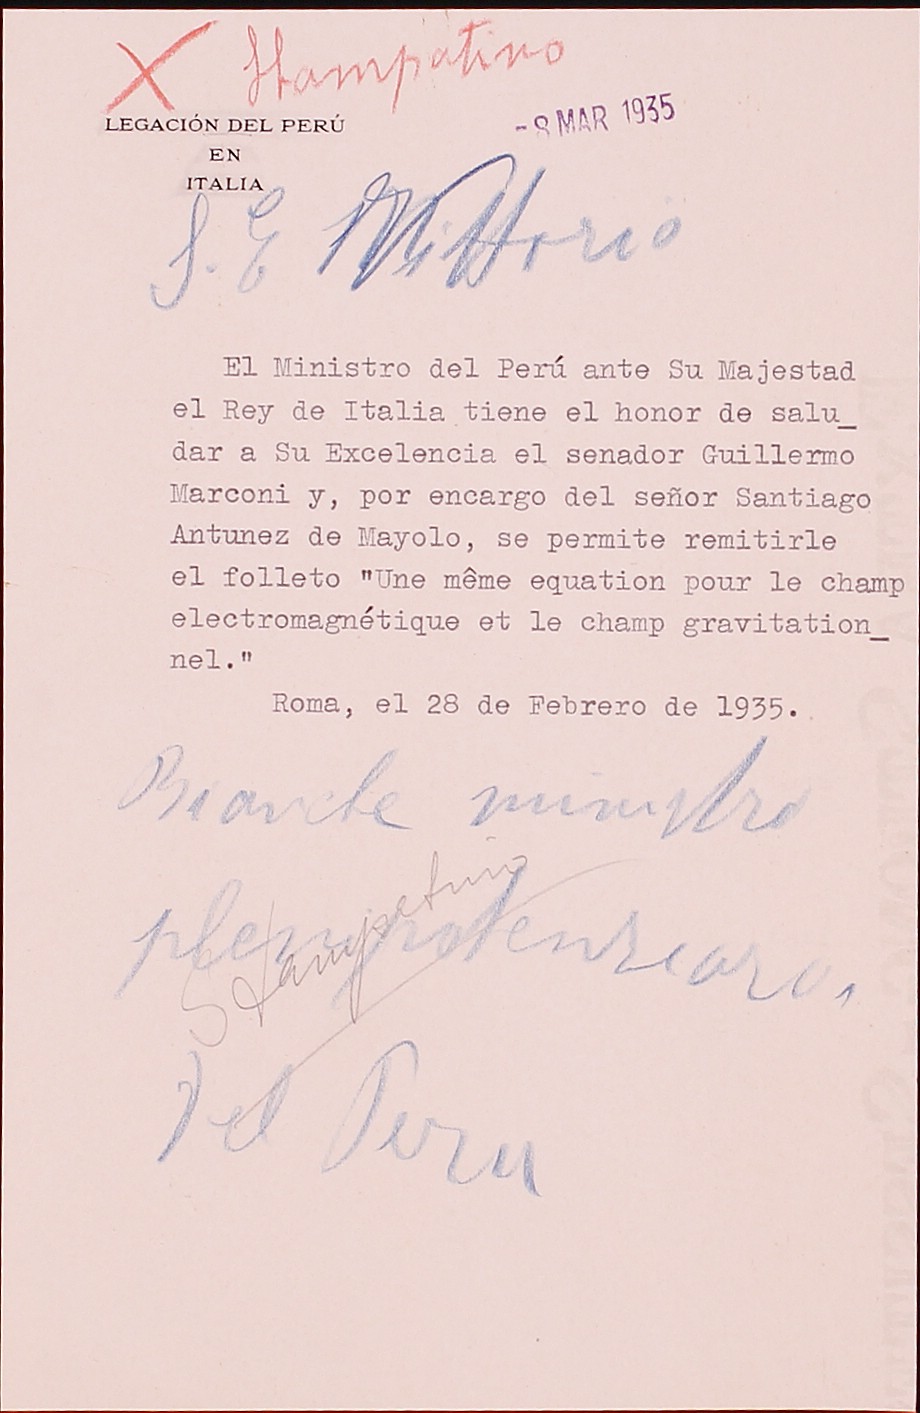 X Stampatino
-8 MAR 1935
LEGACIÓN DEL PERÚ
EN
ITALIA
S. E Vittorio
El Ministro del Perú ante Su Majestad
el Rey de Italia tiene el honor de salu_
dar a Su Excelencia el senador Guillermo
Marconi y, por encargo del señor Santiago
Antunez de Mayolo, se permite remitirle
el folleto "Une même equation pour le champ
electromagnétique et le champ gravitation_
nel."
Roma, el 28 de Febrero de 1935.
ministro
Stampatino
plenipotenziario
del Peru